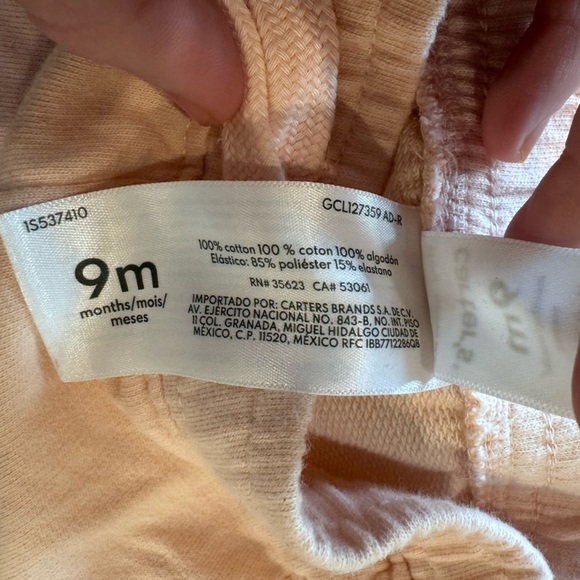 1S537410
GCL127359 AD-R
9m
months/mois/
meses
100% cotton 100 % coton 100% algodón
Elástico: 85% poliéster 15% elastano
RN# 35623 CA# 53061
IMPORTADO POR: CARTERS BRANDS S.A. DE C.V.
AV. EJÉRCITO NACIONAL NO. 843-B, NO. INT. PISO
11 COL. GRANADA, MIGUEL HIDALGO CIUDAD DE
MÉXICO, C.P. 11520, MÉXICO RFC IBB7712286Q8
carter's
9m